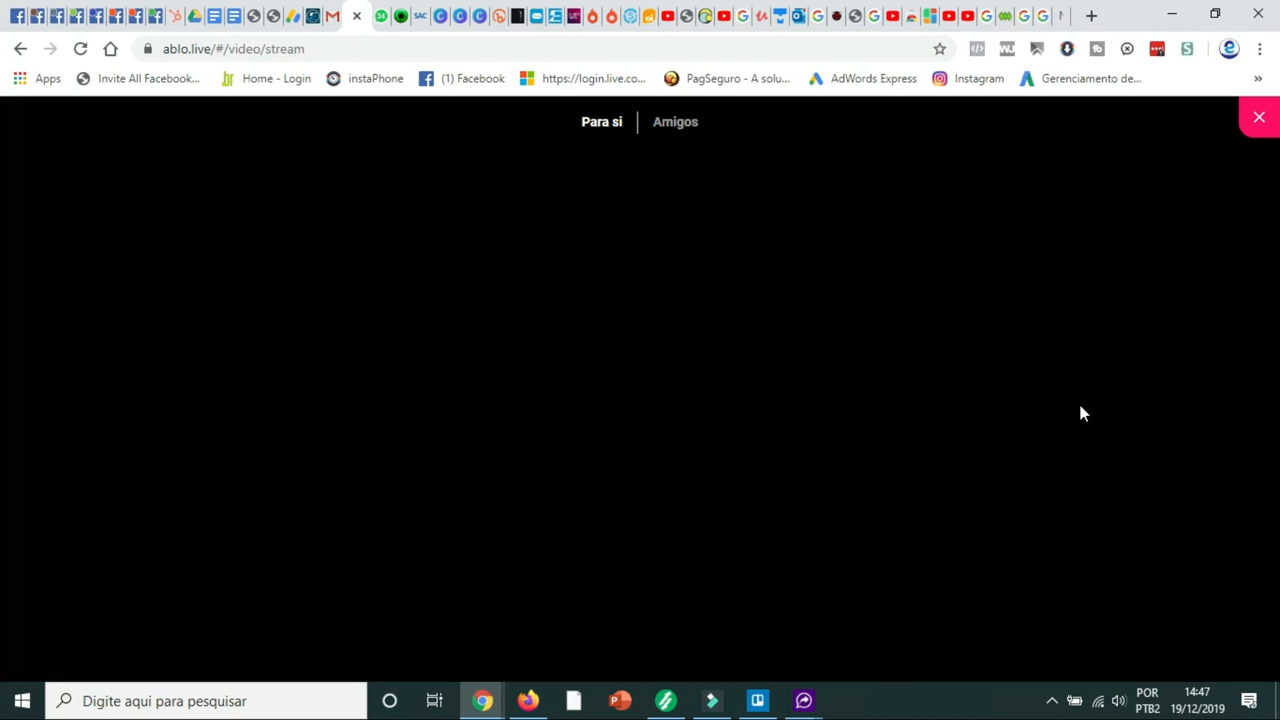 34
SAC
ablo.live/#/video/stream
Apps
Invite All Facebook...
Home - Login
instaPhone
(1) Facebook
https://login.live.co...
PagSeguro - A solu...
AdWords Express
Instagram
Gerenciamento de...
»
Para si
Amigos
Digite aqui para pesquisar
POR
PTB2
14:47
19/12/2019